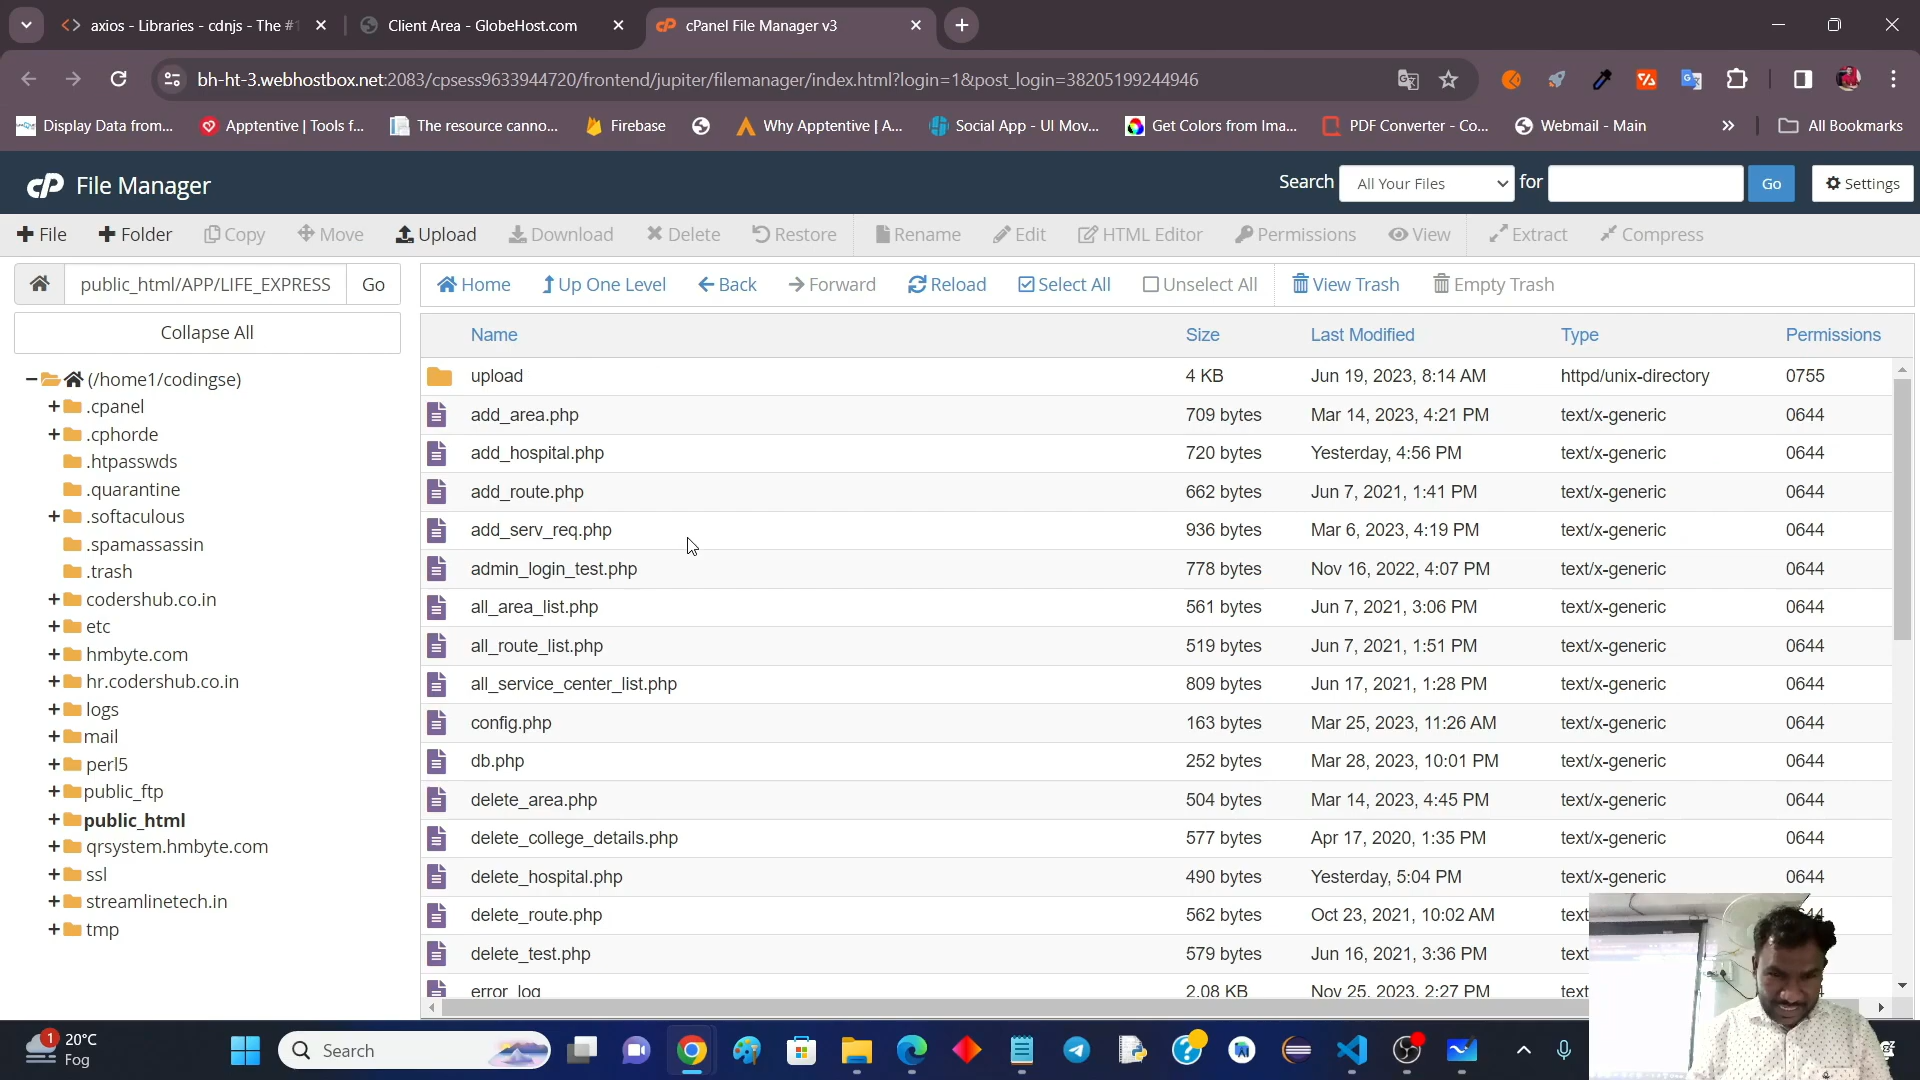 axios - Libraries - cdnjs - The #1
Client Area - GlobeHost.com
cPanel File Manager v3
bh-ht-3.webhostbox.net:2083/cpsess9633944720/frontend/jupiter/filemanager/index.html?login=1&post_login=38205199244946
Display Data from...
Apptentive | Tools f...
The resource canno...
Firebase
Why Apptentive | A...
Social App - UI Mov...
Get Colors from Ima...
PDF Converter - Co...
Webmail - Main
»
All Bookmarks
cP File Manager
Search All Your Files for Go Settings
File Folder Copy Move Upload Download Delete Restore Rename Edit HTML Editor Permissions View Extract Compress
public_html/APP/LIFE_EXPRESS Go
Home Up One Level Back Forward Reload Select All Unselect All View Trash Empty Trash
Collapse All
(/home1/codingse)
.cpanel
.cphorde
.htpasswds
.quarantine
.softaculous
.spamassassin
.trash
codershub.co.in
etc
hmbyte.com
hr.codershub.co.in
logs
mail
perl5
public_ftp
public_html
qrsystem.hmbyte.com
ssl
streamlinetech.in
tmp
Name Size Last Modified Type Permissions
upload 4 KB Jun 19, 2023, 8:14 AM httpd/unix-directory 0755
add_area.php 709 bytes Mar 14, 2023, 4:21 PM text/x-generic 0644
add_hospital.php 720 bytes Yesterday, 4:56 PM text/x-generic 0644
add_route.php 662 bytes Jun 7, 2021, 1:41 PM text/x-generic 0644
add_serv_req.php 936 bytes Mar 6, 2023, 4:19 PM text/x-generic 0644
admin_login_test.php 778 bytes Nov 16, 2022, 4:07 PM text/x-generic 0644
all_area_list.php 561 bytes Jun 7, 2021, 3:06 PM text/x-generic 0644
all_route_list.php 519 bytes Jun 7, 2021, 1:51 PM text/x-generic 0644
all_service_center_list.php 809 bytes Jun 17, 2021, 1:28 PM text/x-generic 0644
config.php 163 bytes Mar 25, 2023, 11:26 AM text/x-generic 0644
db.php 252 bytes Mar 28, 2023, 10:01 PM text/x-generic 0644
delete_area.php 504 bytes Mar 14, 2023, 4:45 PM text/x-generic 0644
delete_college_details.php 577 bytes Apr 17, 2020, 1:35 PM text/x-generic 0644
delete_hospital.php 490 bytes Yesterday, 5:04 PM text/x-generic 0644
delete_route.php 562 bytes Oct 23, 2021, 10:02 AM text
delete_test.php 579 bytes Jun 16, 2021, 3:36 PM text
error_log 2.08 KB Nov 25, 2023, 2:27 PM text
1
20°C
Fog
Search